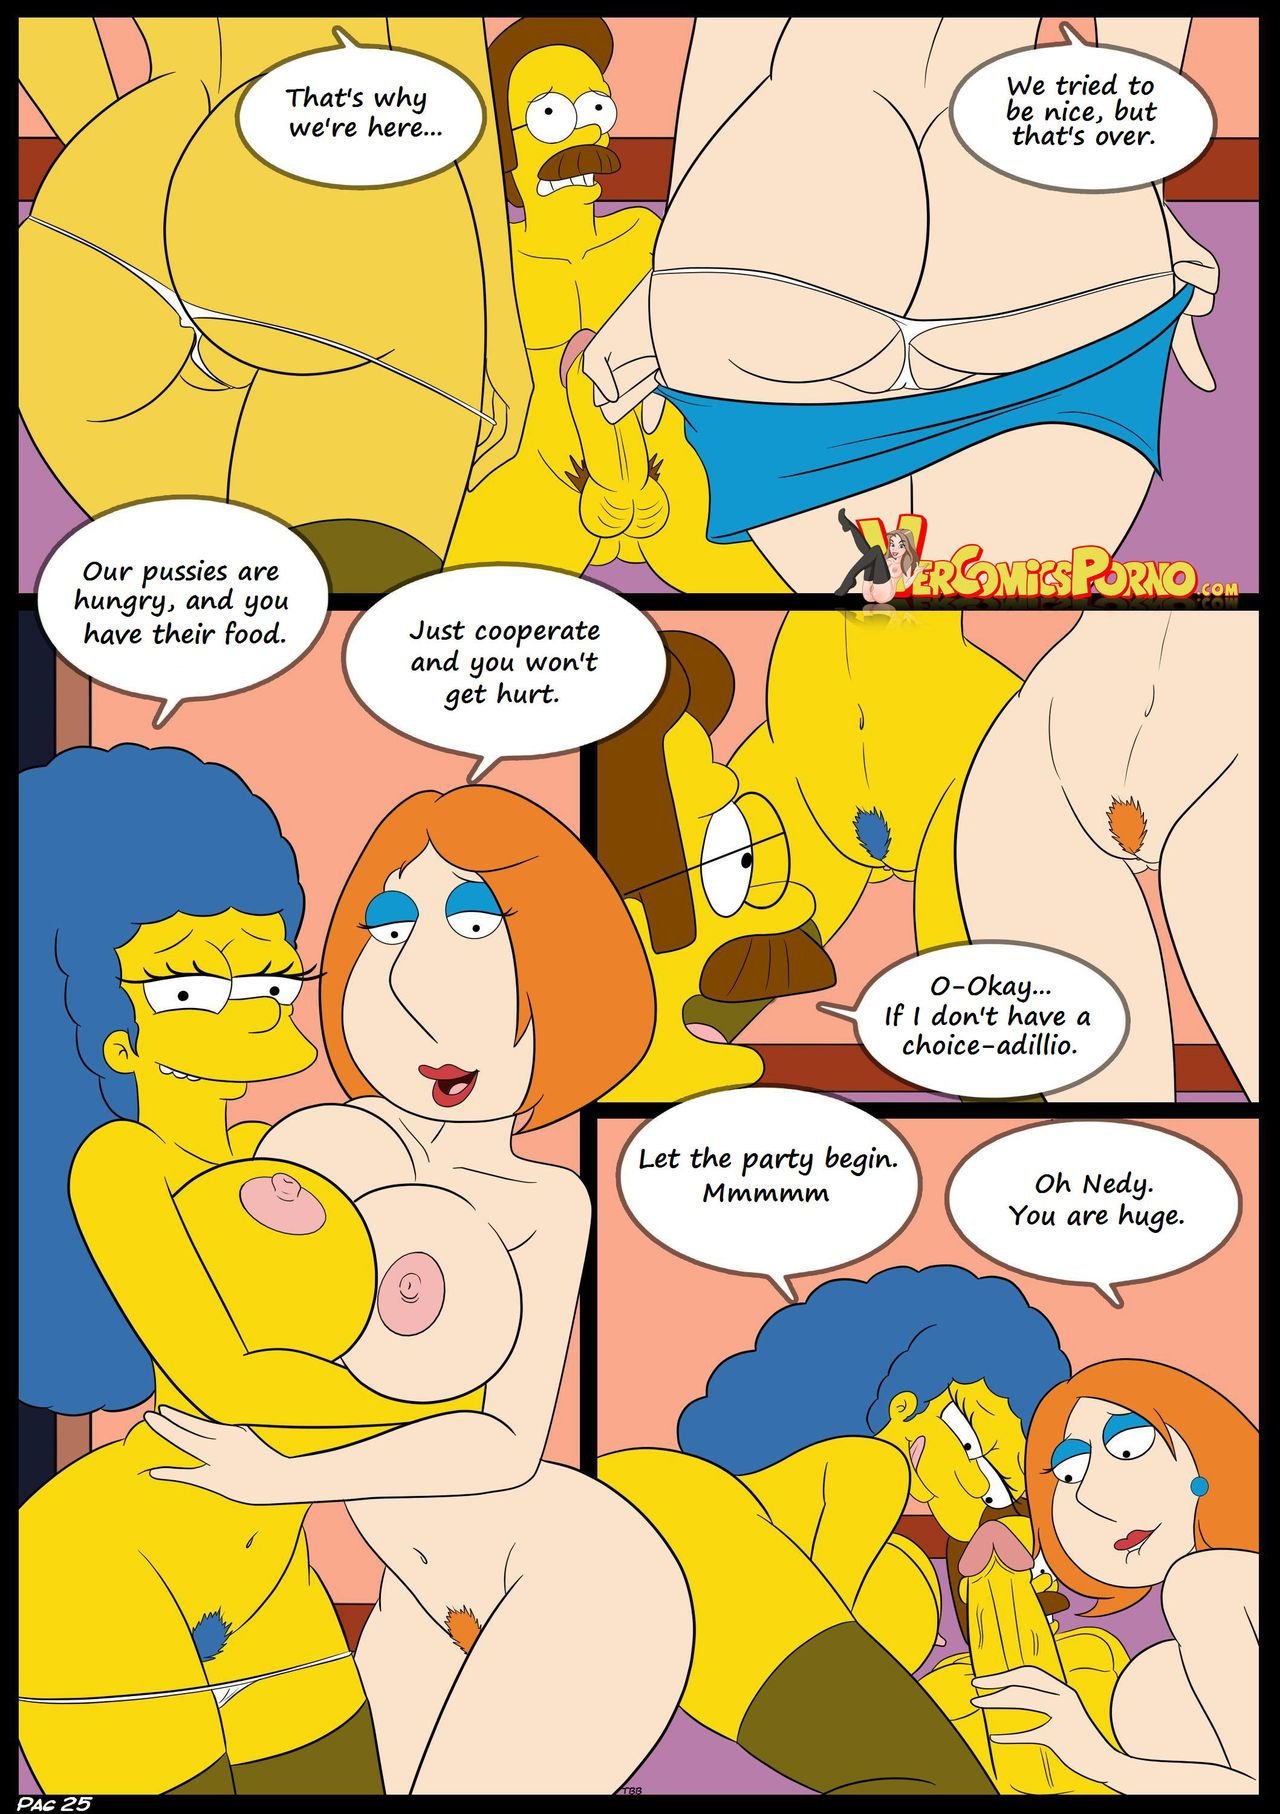 That's why
we're here...
We tried to
be nice, but
that's over.
VERCOMICSPORNO.COM
Our pussies are
hungry, and you
have their food.
Just cooperate
and you won't
get hurt.
O-Okay...
If I don't have a
choice-adillio.
Let the party begin.
Mmmmmm
Oh Nedy.
You are huge.
TBB
PAG 25